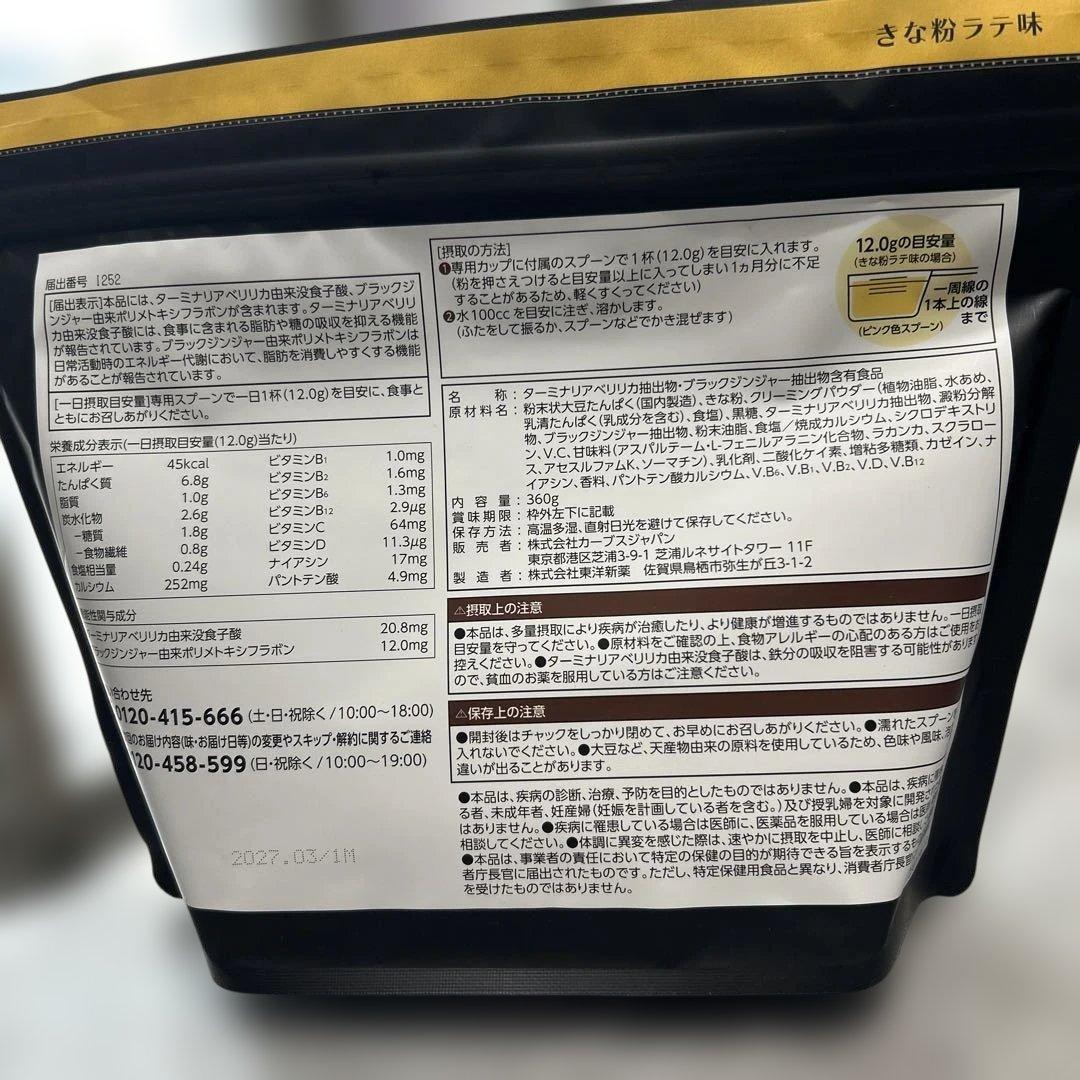 きな粉ラテ味
届出番号 I252
[届出表示]本品には、ターミナリアベリリカ由来没食子酸、ブラックジ
ンジャー由来ポリメトキシフラボンが含まれます。ターミナリアベリリ
カ由来没食子酸には、食事に含まれる脂肪や糖の吸収を抑える機能
が報告されています。ブラックジンジャー由来ポリメトキシフラボンは
日常活動時のエネルギー代謝において、脂肪を消費しやすくする機能
があることが報告されています。
[一日摂取目安量]専用スプーンで一日1杯(12.0g)を目安に、食事と
ともにお召しあがりください。
栄養成分表示(一日摂取目安量(12.0g)当たり)
エネルギー 45kcal ビタミンB1 1.0mg
たんぱく質 6.8g ビタミンB2 1.6mg
脂質 1.0g ビタミンB6 1.3mg
炭水化物 2.6g ビタミンB12 2.9μg
−糖質 1.8g ビタミンC 64mg
−食物繊維 0.8g ビタミンD 11.3μg
食塩相当量 0.24g ナイアシン 17mg
カルシウム 252mg パントテン酸 4.9mg
能性関与成分
ーミナリアベリリカ由来没食子酸 20.8mg
ラックジンジャー由来ポリメトキシフラボン 12.0mg
合わせ先
0120-415-666 (土・日・祝除く/10:00〜18:00)
回のお届け内容(味・お届け日等)の変更やスキップ・解約に関するご連絡
20-458-599 (日・祝除く/10:00〜19:00)
2027.03/1M
[摂取の方法]
❶専用カップに付属のスプーンで1杯(12.0g)を目安に入れます。
(粉を押さえつけると目安量以上に入ってしまい1ヵ月分に不足
することがあるため、軽くすくってください)
❷水100ccを目安に注ぎ、溶かします。
(ふたをして振るか、スプーンなどでかき混ぜます)
12.0gの目安量
(きな粉ラテ味の場合)
一周線の
1本上の線
まで
(ピンク色スプーン)
名称:ターミナリアベリリカ抽出物・ブラックジンジャー抽出物含有食品
原材料名:粉末状大豆たんぱく(国内製造)、きな粉、クリーミングパウダー(植物油脂、水あめ、
乳清たんぱく(乳成分を含む)、食塩)、黒糖、ターミナリアベリリカ抽出物、澱粉分解
物、ブラックジンジャー抽出物、粉末油脂、食塩/焼成カルシウム、シクロデキストリ
ン、V.C、甘味料(アスパルテーム・L-フェニルアラニン化合物、ラカンカ、スクラロー
ス、アセスルファムK、ソーマチン)、乳化剤、二酸化ケイ素、増粘多糖類、カゼイン、ナ
イアシン、香料、パントテン酸カルシウム、V.B6、V.B1、V.B2、V.D、V.B12
内容量:360g
賞味期限:枠外左下に記載
保存方法:高温多湿、直射日光を避けて保存してください。
販売者:株式会社カーブスジャパン
東京都港区芝浦3-9-1 芝浦ルネサイトタワー 11F
製造者:株式会社東洋新薬 佐賀県鳥栖市弥生が丘3-1-2
⚠摂取上の注意
●本品は、多量摂取により疾病が治癒したり、より健康が増進するものではありません。一日摂取
目安量を守ってください。●原材料をご確認の上、食物アレルギーの心配のある方はご使用をお
控えください。●ターミナリアベリリカ由来没食子酸は、鉄分の吸収を阻害する可能性がありま
ので、貧血のお薬を服用している方はご注意ください。
⚠保存上の注意
●開封後はチャックをしっかり閉めて、お早めにお召しあがりください。●濡れたスプーン
入れないでください。●大豆など、天産物由来の原料を使用しているため、色味や風味、
違いが出ることがあります。
●本品は、疾病の診断、治療、予防を目的としたものではありません。●本品は、疾病に
る者、未成年者、妊産婦(妊娠を計画している者を含む。)及び授乳婦を対象に開発さ
はありません。●疾病に罹患している場合は医師に、医薬品を服用している場合は医
相談してください。●体調に異変を感じた際は、速やかに摂取を中止し、医師に相談
●本品は、事業者の責任において特定の保健の目的が期待できる旨を表示するも
者庁長官に届出されたものです。ただし、特定保健用食品と異なり、消費者庁長官
を受けたものではありません。